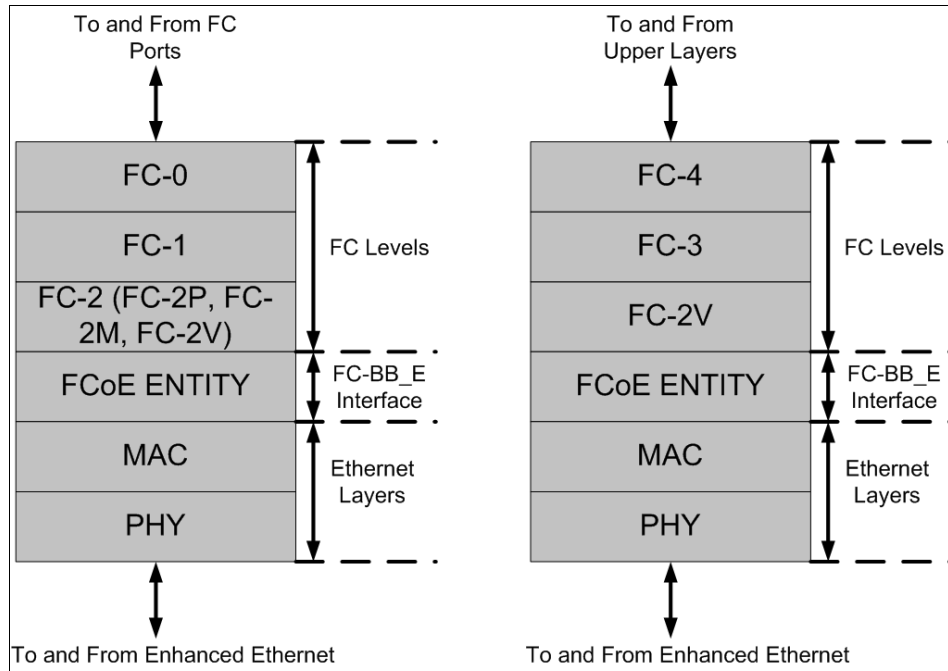 To and From FC
Ports
FC-0
FC-1
FC-2 (FC-2P, FC-
2M, FC-2V)
FCoE ENTITY
MAC
PHY
FC Levels
FC-BB_E
Interface
Ethernet
Layers
To and From Enhanced Ethernet
To and From
Upper Layers
FC-4
FC-3
FC-2V
FCoE ENTITY
MAC
PHY
FC Levels
FC-BB_E
Interface
Ethernet
Layers
To and From Enhanced Ethernet